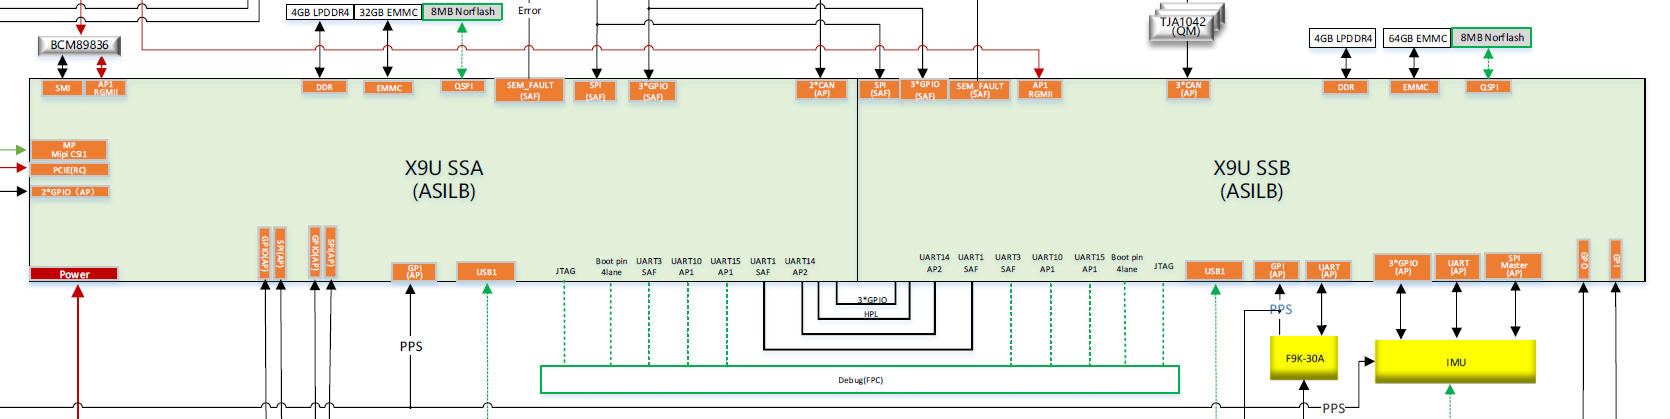 4GB LPDDR4
32GB EMMC
8MB Norflash
Error
TJA1042
(QM)
4GB LPDDR4
64GB EMMC
8MB Norflash
BCM89836
SMI
AP1
RGMII
DDR
EMMC
QSPI
SEM_FAULT
(SAF)
SPI
(SAF)
3*GPIO
(SAF)
2*CAN
(AP)
SPI
(SAF)
3*GPIO
(SAF)
SEM_FAULT
(SAF)
AP1
RGMII
3*CAN
(AP)
DDR
EMMC
QSPI
MP
Mipi CSI1
PCIE(RC)
2*GPIO（AP）
X9U SSA
(ASILB)
X9U SSB
(ASILB)
GPIO(AP)
SPI(AP)
GPIO(AP)
SPI(AP)
Power
GPI
(AP)
USB1
JTAG
Boot pin
4lane
UART3
SAF
UART10
AP1
UART15
AP1
UART1
SAF
UART14
AP2
UART14
AP2
UART1
SAF
UART3
SAF
UART10
AP1
UART15
AP1
Boot pin
4lane
JTAG
USB1
GPI
(AP)
UART
(AP)
3*GPIO
(AP)
UART
(AP)
SPI
Master
(AP)
GPO
GPI
3*GPIO
HPL
PPS
PPS
F9K-30A
IMU
Debug(FPC)
PPS